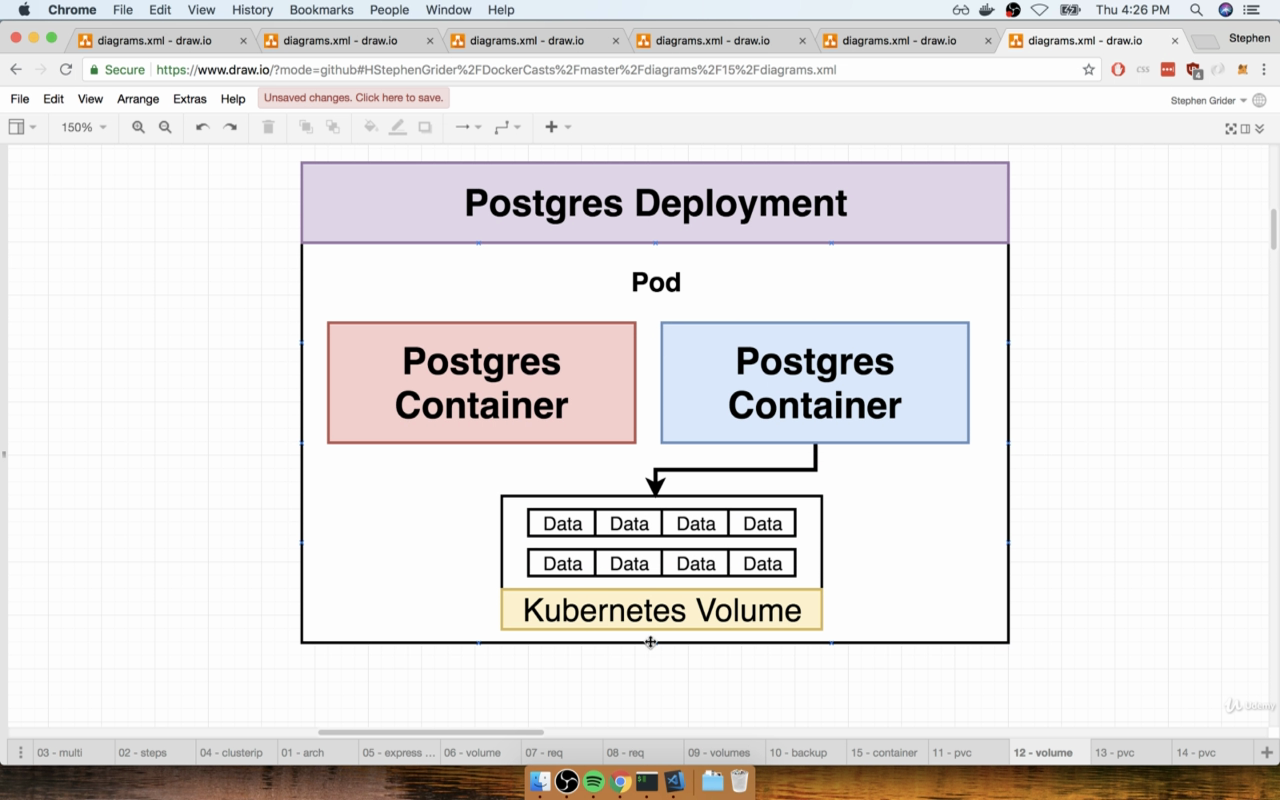 Chrome File Edit View History Bookmarks People Window Help Thu 4:26 PM
diagrams.xml - draw.io diagrams.xml - draw.io diagrams.xml - draw.io diagrams.xml - draw.io diagrams.xml - draw.io diagrams.xml - draw.io Stephen
Secure https://www.draw.io/?mode=github#HStephenGrider%2FDockerCasts%2Fmaster%2Fdiagrams%2F15%2Fdiagrams.xml CSS 4
File Edit View Arrange Extras Help Unsaved changes. Click here to save. Stephen Grider
150%
Postgres Deployment
Pod
Postgres
Container
Postgres
Container
Data Data Data Data
Data Data Data Data
Kubernetes Volume
Udemy
03 - multi 02 - steps 04 - clusterip 01 - arch 05 - express ... 06 - volume 07 - req 08 - req 09 - volumes 10 - backup 15 - container 11 - pvc 12 - volume 13 - pvc 14 - pvc